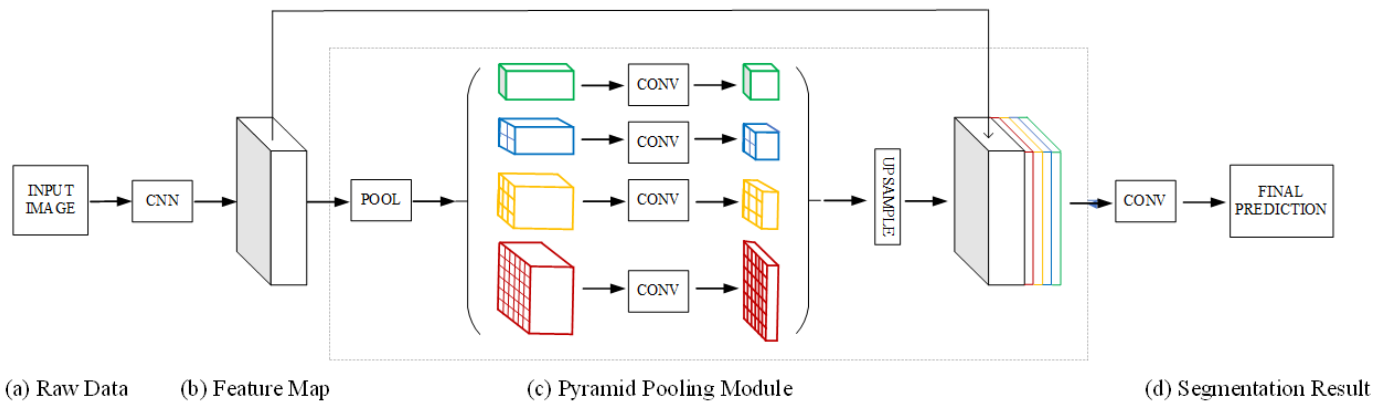 INPUT
IMAGE
CNN
POOL
CONV
CONV
CONV
CONV
UPSAMPLE
CONV
FINAL
PREDICTION
(a) Raw Data
(b) Feature Map
(c) Pyramid Pooling Module
(d) Segmentation Result